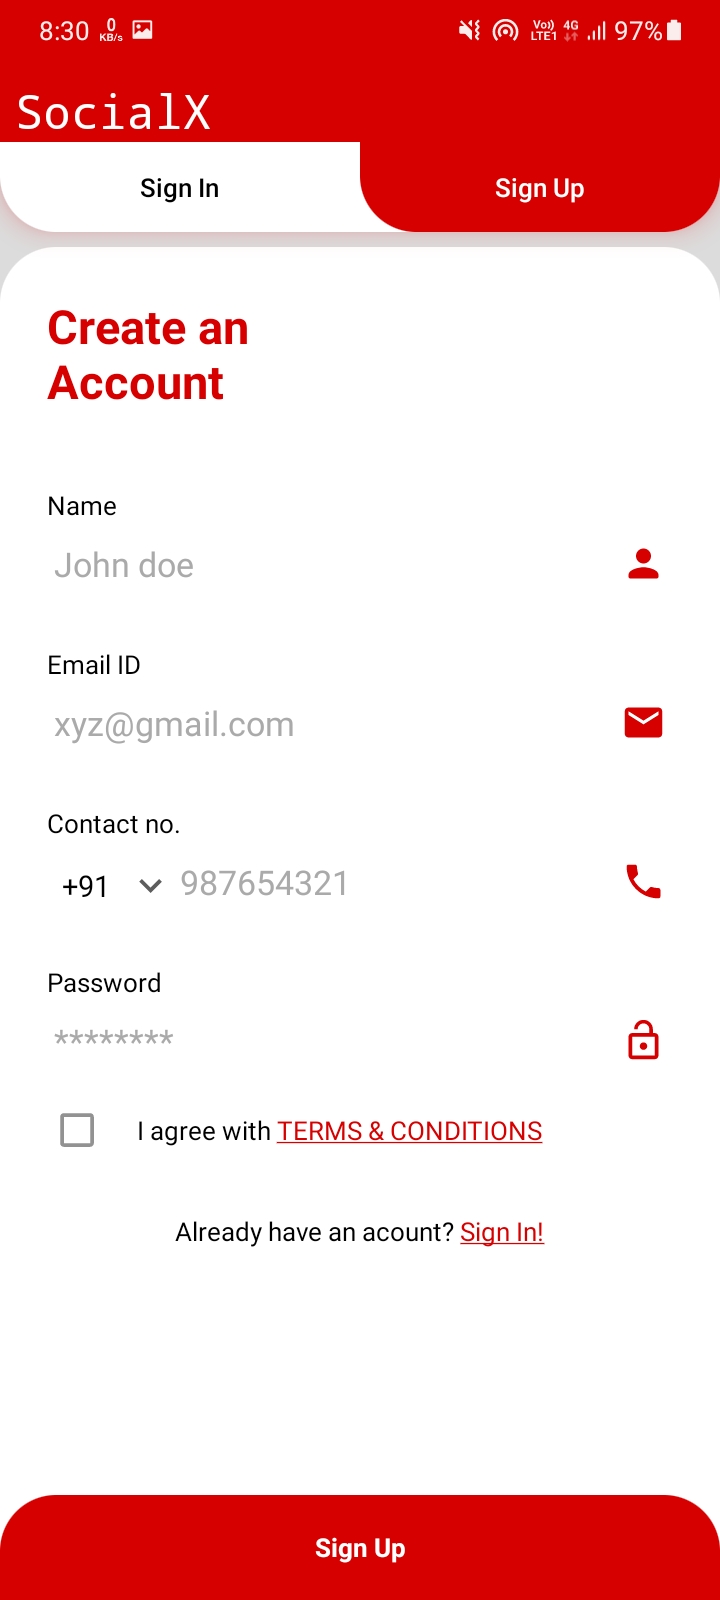 8:30 0 KB/s Vo)) LTE1 4G 97%
SocialX
Sign In Sign Up
Create an
Account
Name
John doe
Email ID
xyz@gmail.com
Contact no.
+91 987654321
Password
********
I agree with TERMS & CONDITIONS
Already have an acount? Sign In!
Sign Up